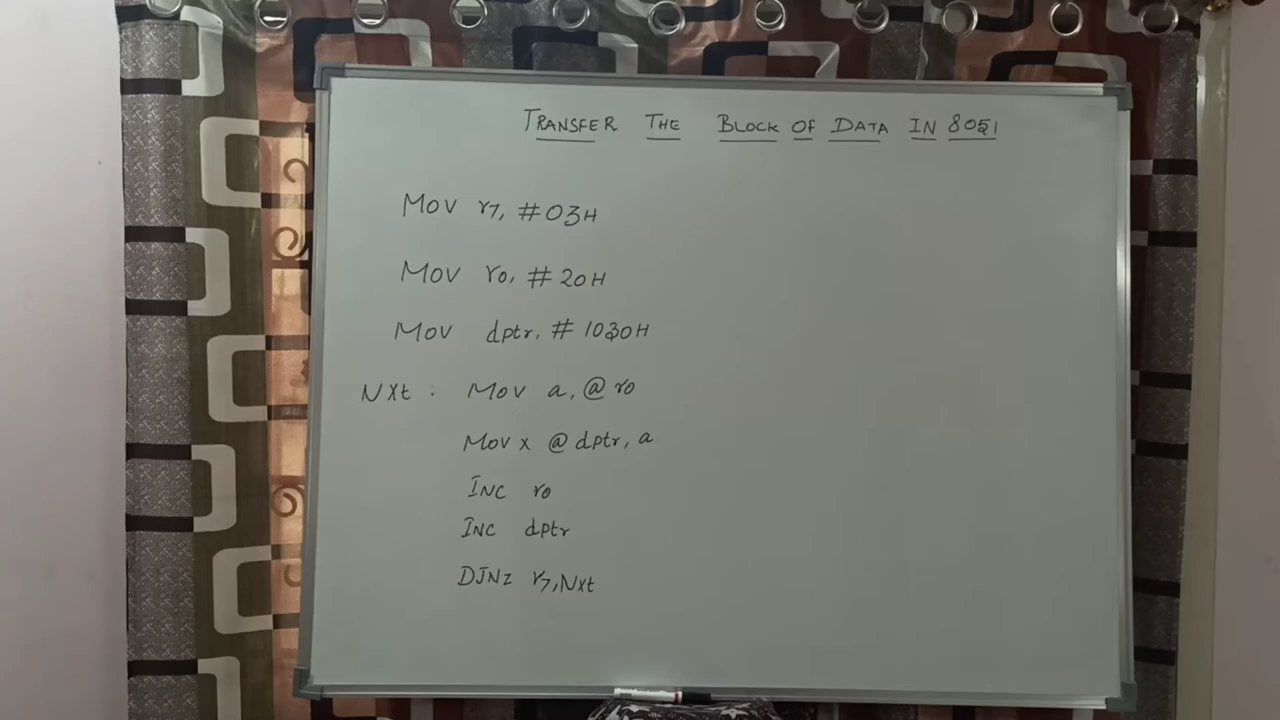 TRANSFER THE BLOCK OF DATA IN 8051
MOV r7, #03H
MOV r0, #20H
MOV dptr, #1030H
NXt : MOV a, @r0
MOVX @dptr, a
INC r0
INC dptr
DJNZ r7, NXt